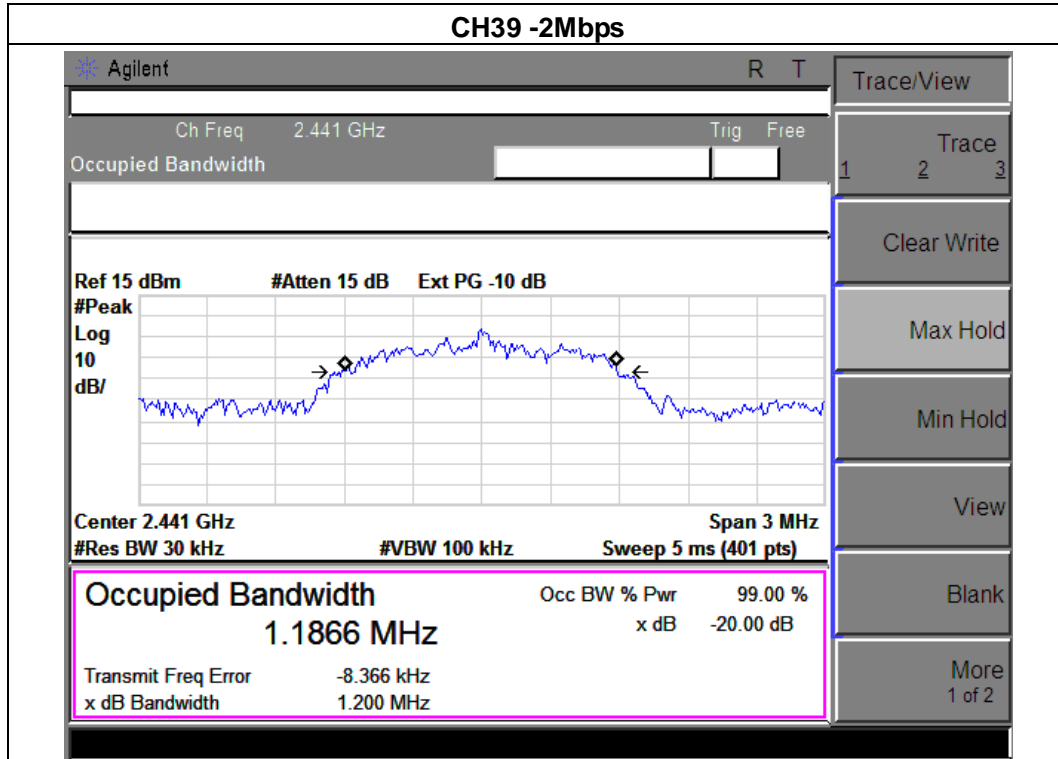 CH39 -2Mbps
Agilent R T
Ch Freq 2.441 GHz Trig Free
Occupied Bandwidth
Ref 15 dBm #Atten 15 dB Ext PG -10 dB
#Peak
Log
10
dB/
Center 2.441 GHz Span 3 MHz
#Res BW 30 kHz #VBW 100 kHz Sweep 5 ms (401 pts)
Occupied Bandwidth Occ BW % Pwr 99.00 %
1.1866 MHz x dB -20.00 dB
Transmit Freq Error -8.366 kHz
x dB Bandwidth 1.200 MHz
Trace/View
Trace
1 2 3
Clear Write
Max Hold
Min Hold
View
Blank
More
1 of 2